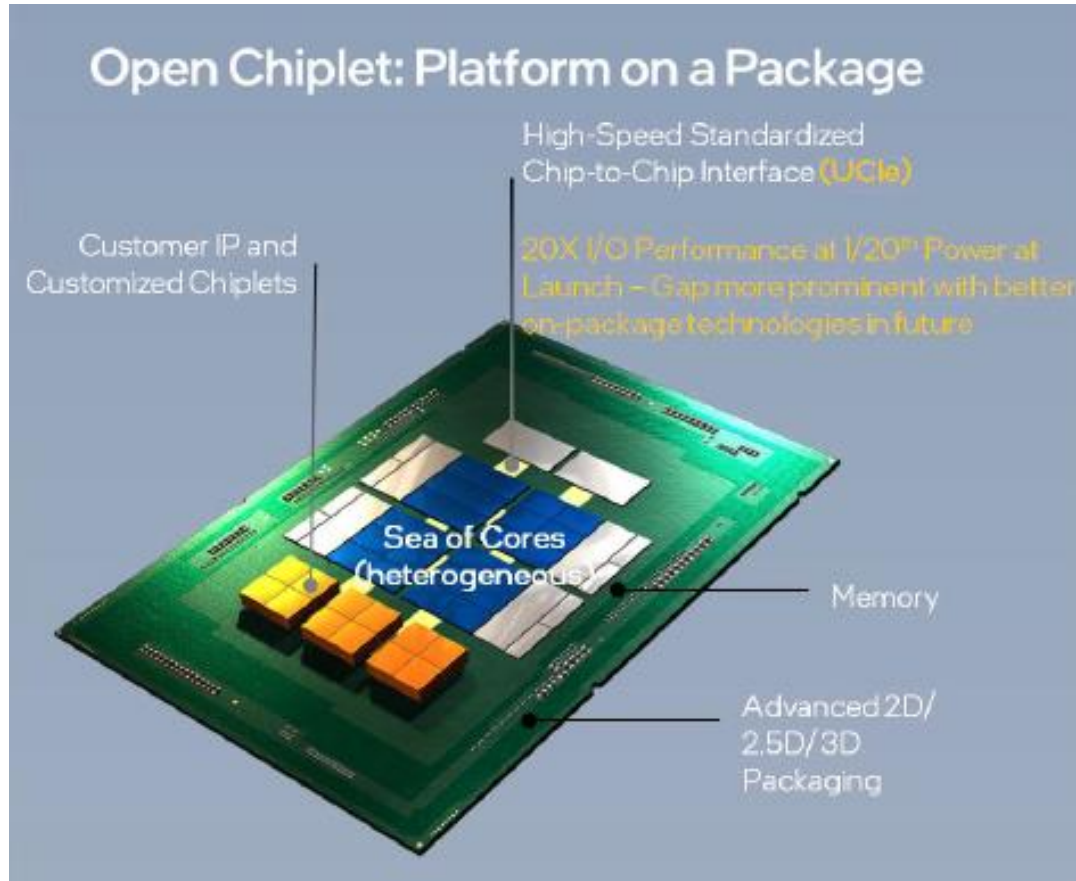 Open Chiplet: Platform on a Package
High-Speed Standardized
Chip-to-Chip Interface (UCIe)
Customer IP and
Customized Chiplets
20X I/O Performance at 1/20th Power at
Launch – Gap more prominent with better
on-package technologies in future
Sea of Cores
(heterogeneous)
Memory
Advanced 2D/
2.5D/3D
Packaging